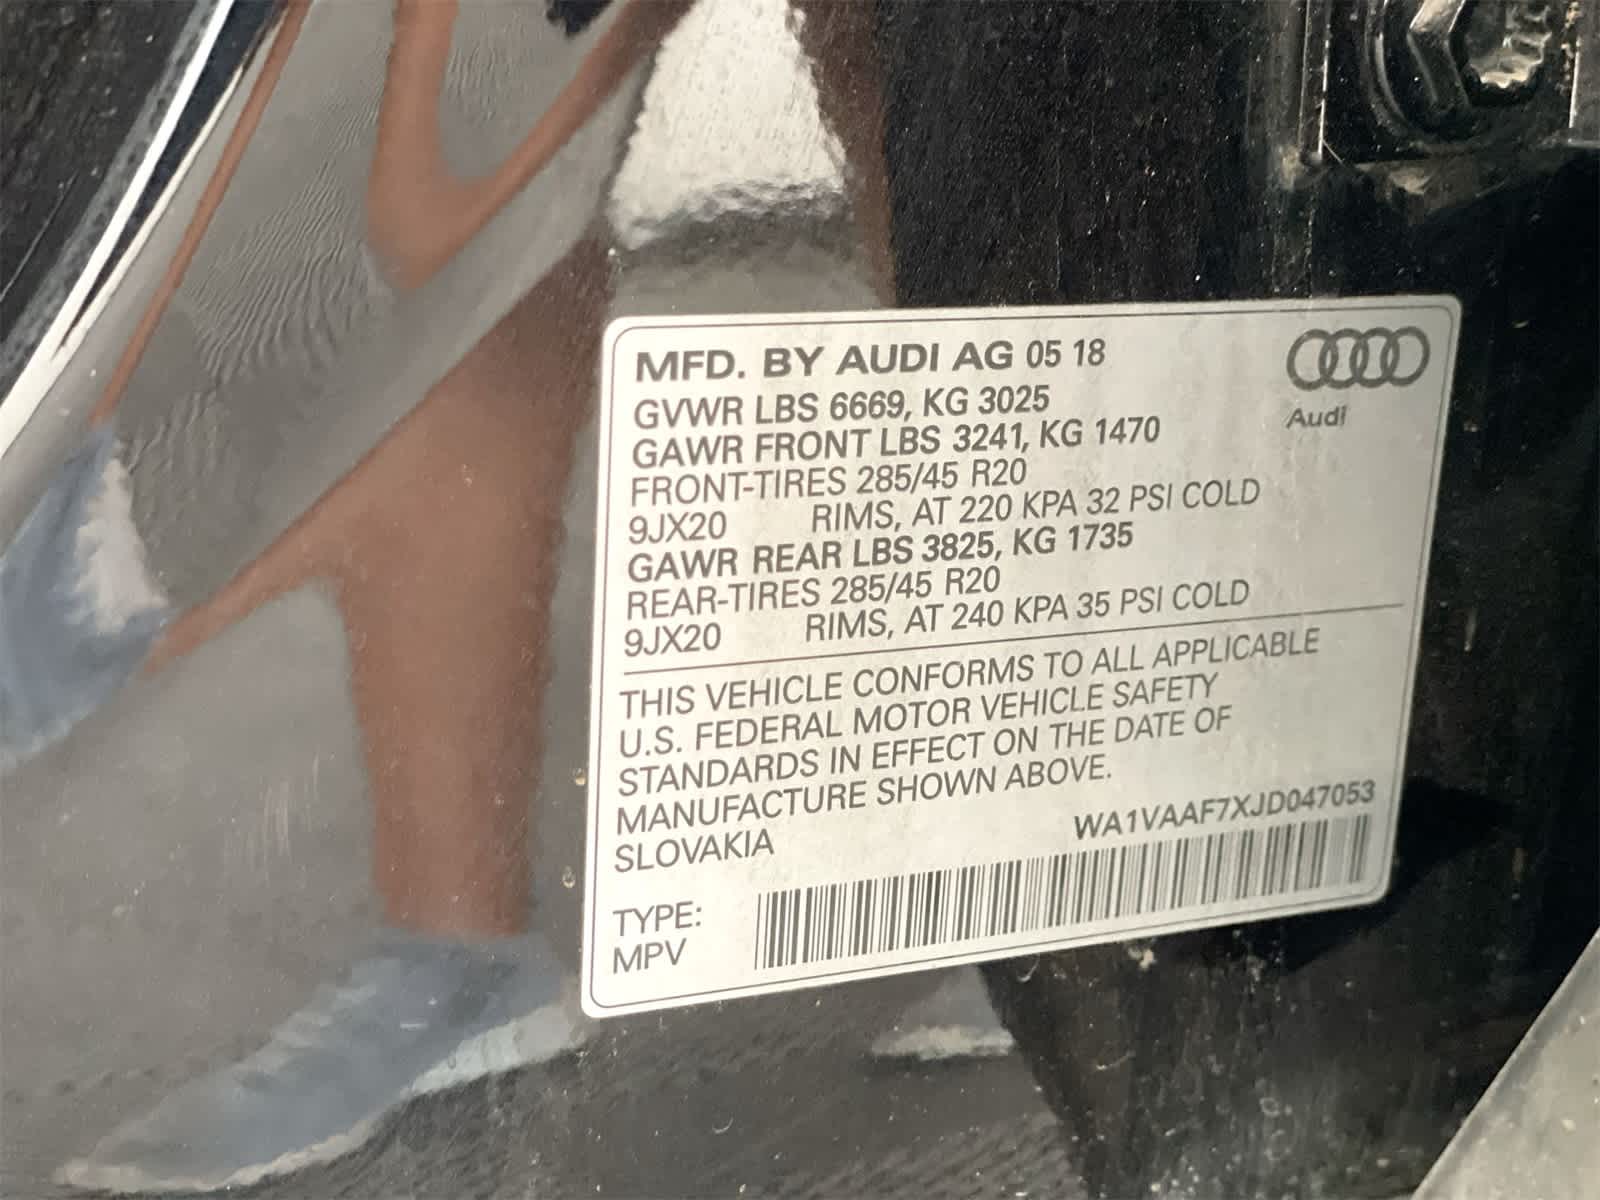 MFD. BY AUDI AG 05 18
GVWR LBS 6669, KG 3025
GAWR FRONT LBS 3241, KG 1470
FRONT-TIRES 285/45 R20
9JX20 RIMS, AT 220 KPA 32 PSI COLD
GAWR REAR LBS 3825, KG 1735
REAR-TIRES 285/45 R20
9JX20 RIMS, AT 240 KPA 35 PSI COLD
Audi
THIS VEHICLE CONFORMS TO ALL APPLICABLE
U.S. FEDERAL MOTOR VEHICLE SAFETY
STANDARDS IN EFFECT ON THE DATE OF
MANUFACTURE SHOWN ABOVE.
SLOVAKIA
WA1VAAF7XJD047053
TYPE:
MPV